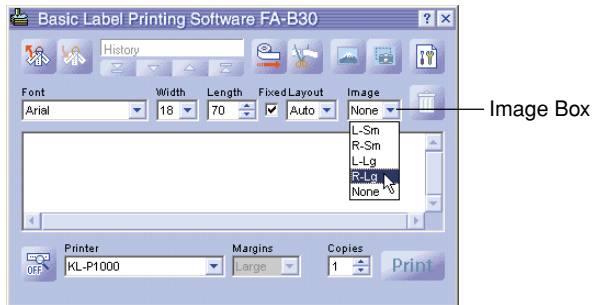 Basic Label Printing Software FA-B30
History
Font Width Length Fixed Layout Image
Arial 18 70 Auto None
Image Box
L-Sm
R-Sm
L-Lg
R-Lg
None
Printer Margins Copies
OFF KL-P1000 Large 1 Print